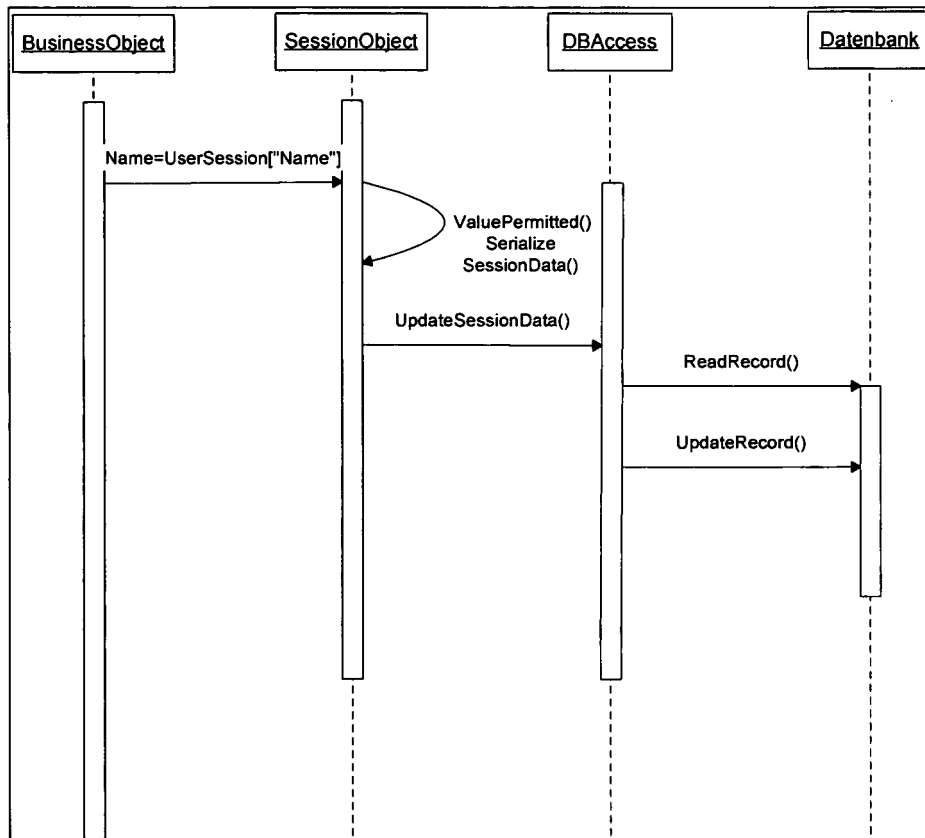 BusinessObject
SessionObject
DBAccess
Datenbank
Name=UserSession["Name"]
ValuePermitted()
Serialize
SessionData()
UpdateSessionData()
ReadRecord()
UpdateRecord()